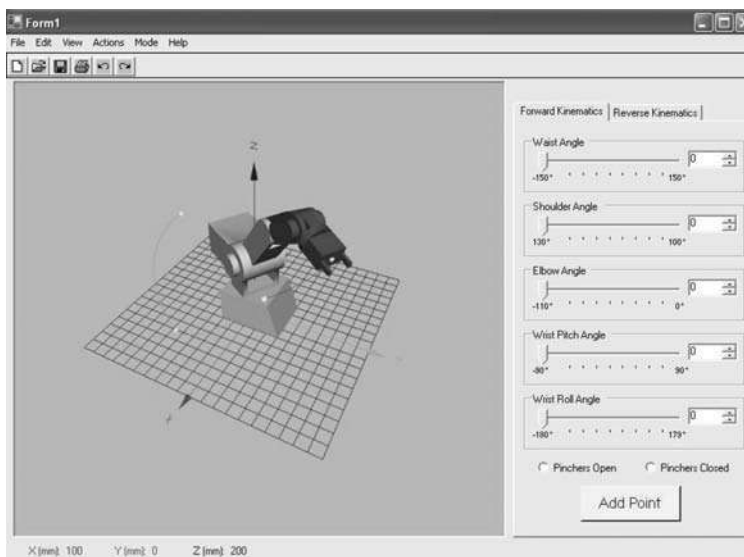 Form1
File Edit View Actions Mode Help
Z
Forward Kinematics Reverse Kinematics
Waist Angle
0
-150° 150°
Shoulder Angle
0
130° 100°
Elbow Angle
0
-110° 0°
Wrist Pitch Angle
0
-90° 90°
Wrist Roll Angle
0
-180° 179°
Pinchers Open Pinchers Closed
Add Point
X (mm): 100 Y (mm): 0 Z (mm): 200